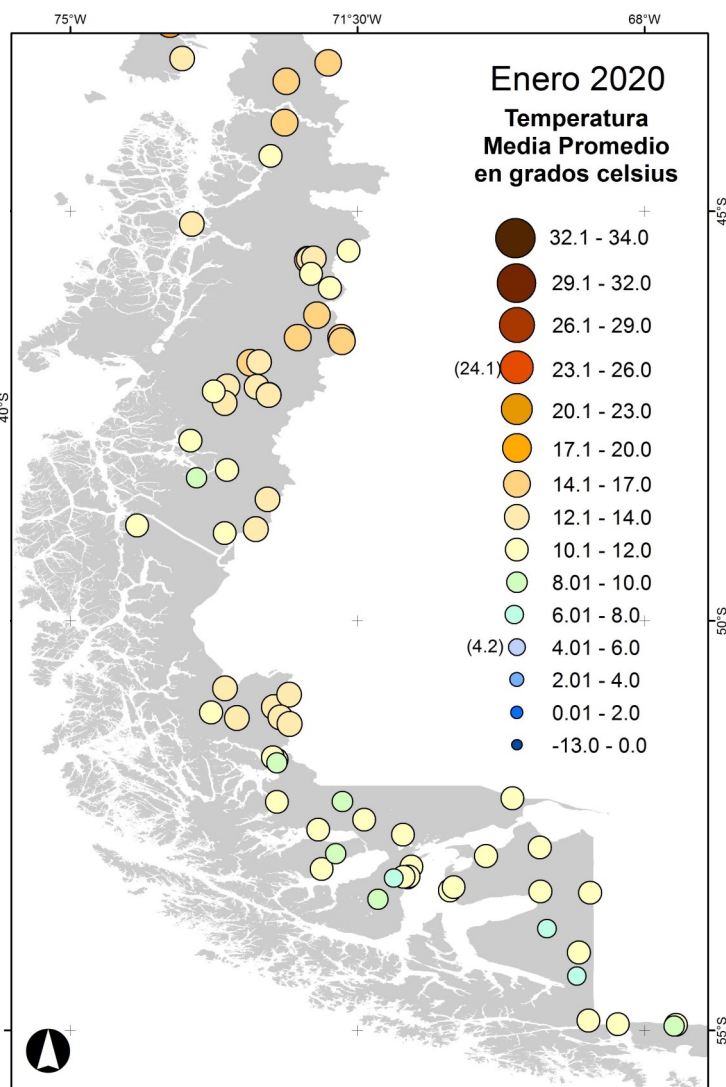 75°W
71°30'W
68°W
Enero 2020
Temperatura
Media Promedio
en grados celsius
45°S
32.1 - 34.0
29.1 - 32.0
26.1 - 29.0
(24.1) 23.1 - 26.0
40°S
20.1 - 23.0
17.1 - 20.0
14.1 - 17.0
12.1 - 14.0
10.1 - 12.0
8.01 - 10.0
6.01 - 8.0
50°S
(4.2) 4.01 - 6.0
2.01 - 4.0
0.01 - 2.0
-13.0 - 0.0
55°S